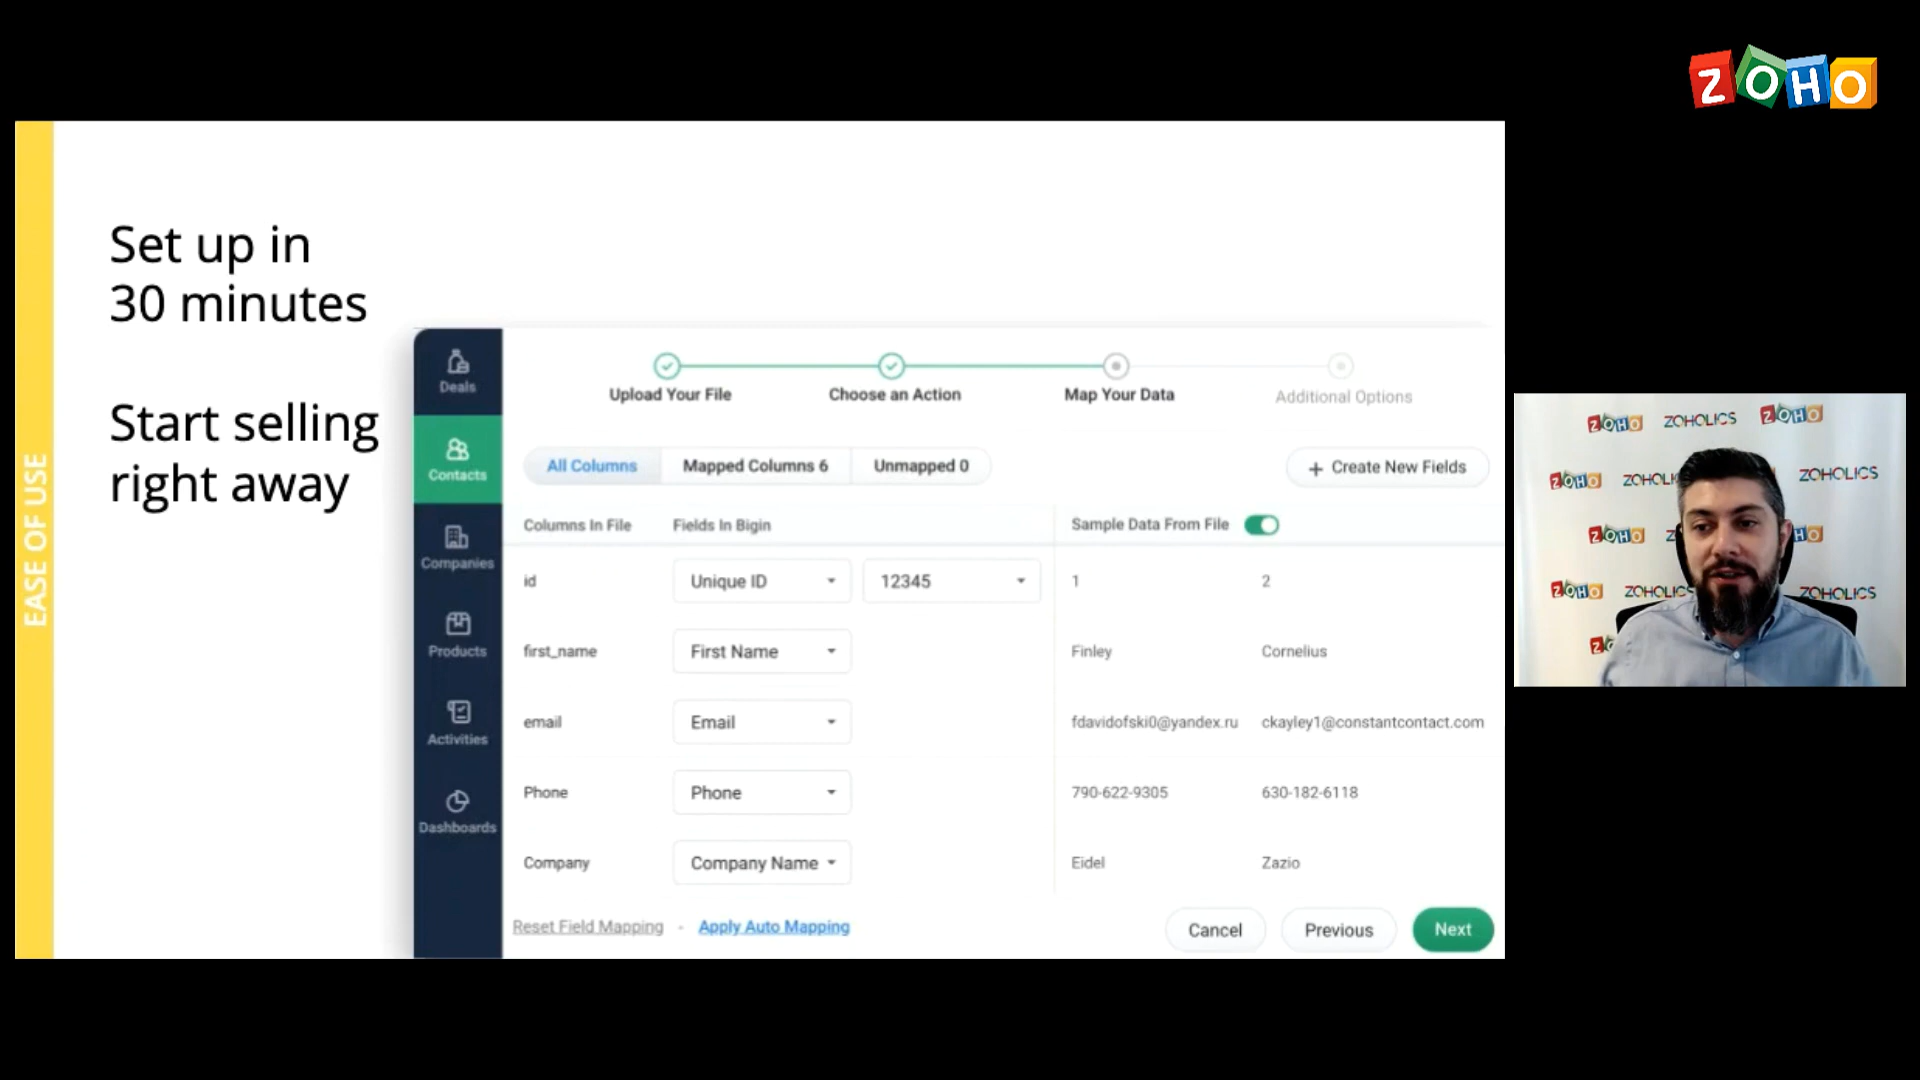 ZOHO
EASE OF USE
Set up in
30 minutes
Start selling
right away
Deals
Contacts
Companies
Products
Activities
Dashboards
Upload Your File
Choose an Action
Map Your Data
Additional Options
All Columns
Mapped Columns 6
Unmapped 0
+ Create New Fields
Columns In File
Fields In Bigin
Sample Data From File
id
Unique ID
12345
1
2
first_name
First Name
Finley
Cornelius
email
Email
fdavidofski0@yandex.ru
ckayley1@constantcontact.com
Phone
Phone
790-622-9305
630-182-6118
Company
Company Name
Eidel
Zazio
Reset Field Mapping - Apply Auto Mapping
Cancel
Previous
Next
ZOHO ZOHOLICS ZOHO
ZOHO ZOHOLI ZOHOLICS
ZOHO Z HO
ZOHO ZOHOLICS ZOHOLICS
ZO